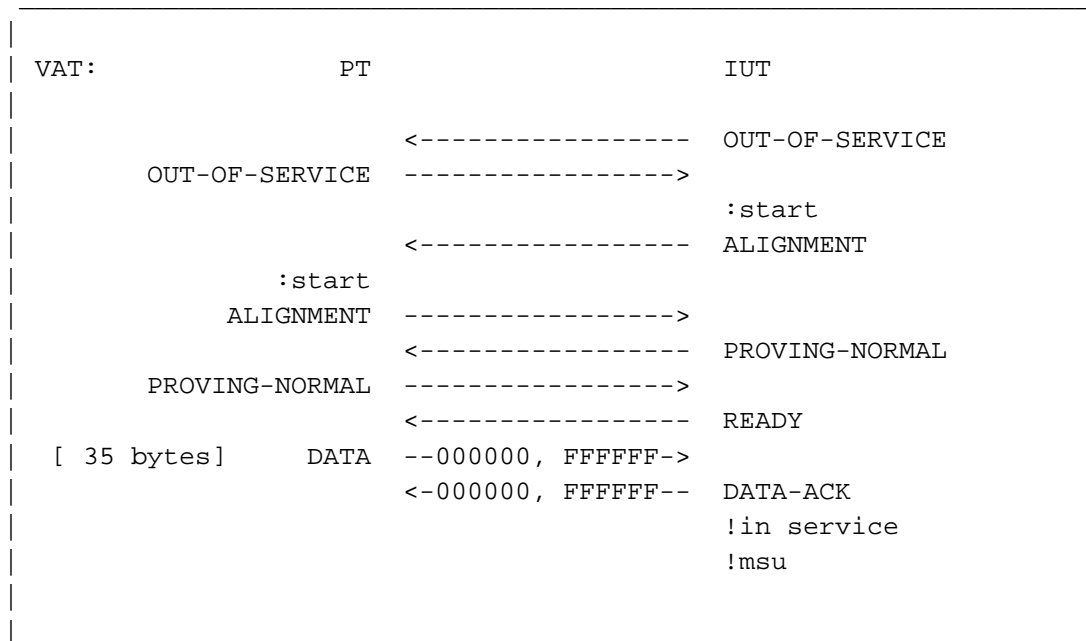 VAT: PT IUT
<----------------- OUT-OF-SERVICE
OUT-OF-SERVICE ----------------->
:start
<----------------- ALIGNMENT
:start
ALIGNMENT ----------------->
<----------------- PROVING-NORMAL
PROVING-NORMAL ----------------->
<----------------- READY
[ 35 bytes] DATA --000000, FFFFFF->
<-000000, FFFFFF-- DATA-ACK
!in service
!msu